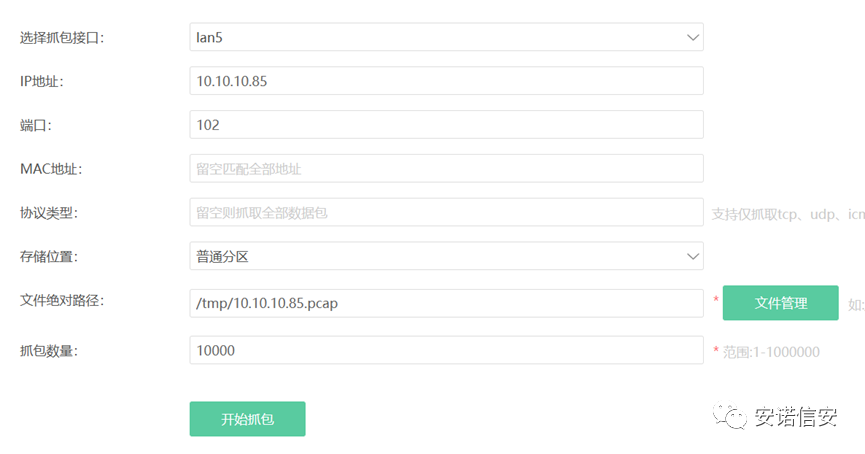 选择抓包接口： lan5
IP地址： 10.10.10.85
端口： 102
MAC地址： 留空匹配全部地址
协议类型： 留空则抓取全部数据包 支持仅抓取tcp、udp、icm
存储位置： 普通分区
文件绝对路径： /tmp/10.10.10.85.pcap * 文件管理 如:
抓包数量： 10000 * 范围:1-1000000
开始抓包
安诺信安